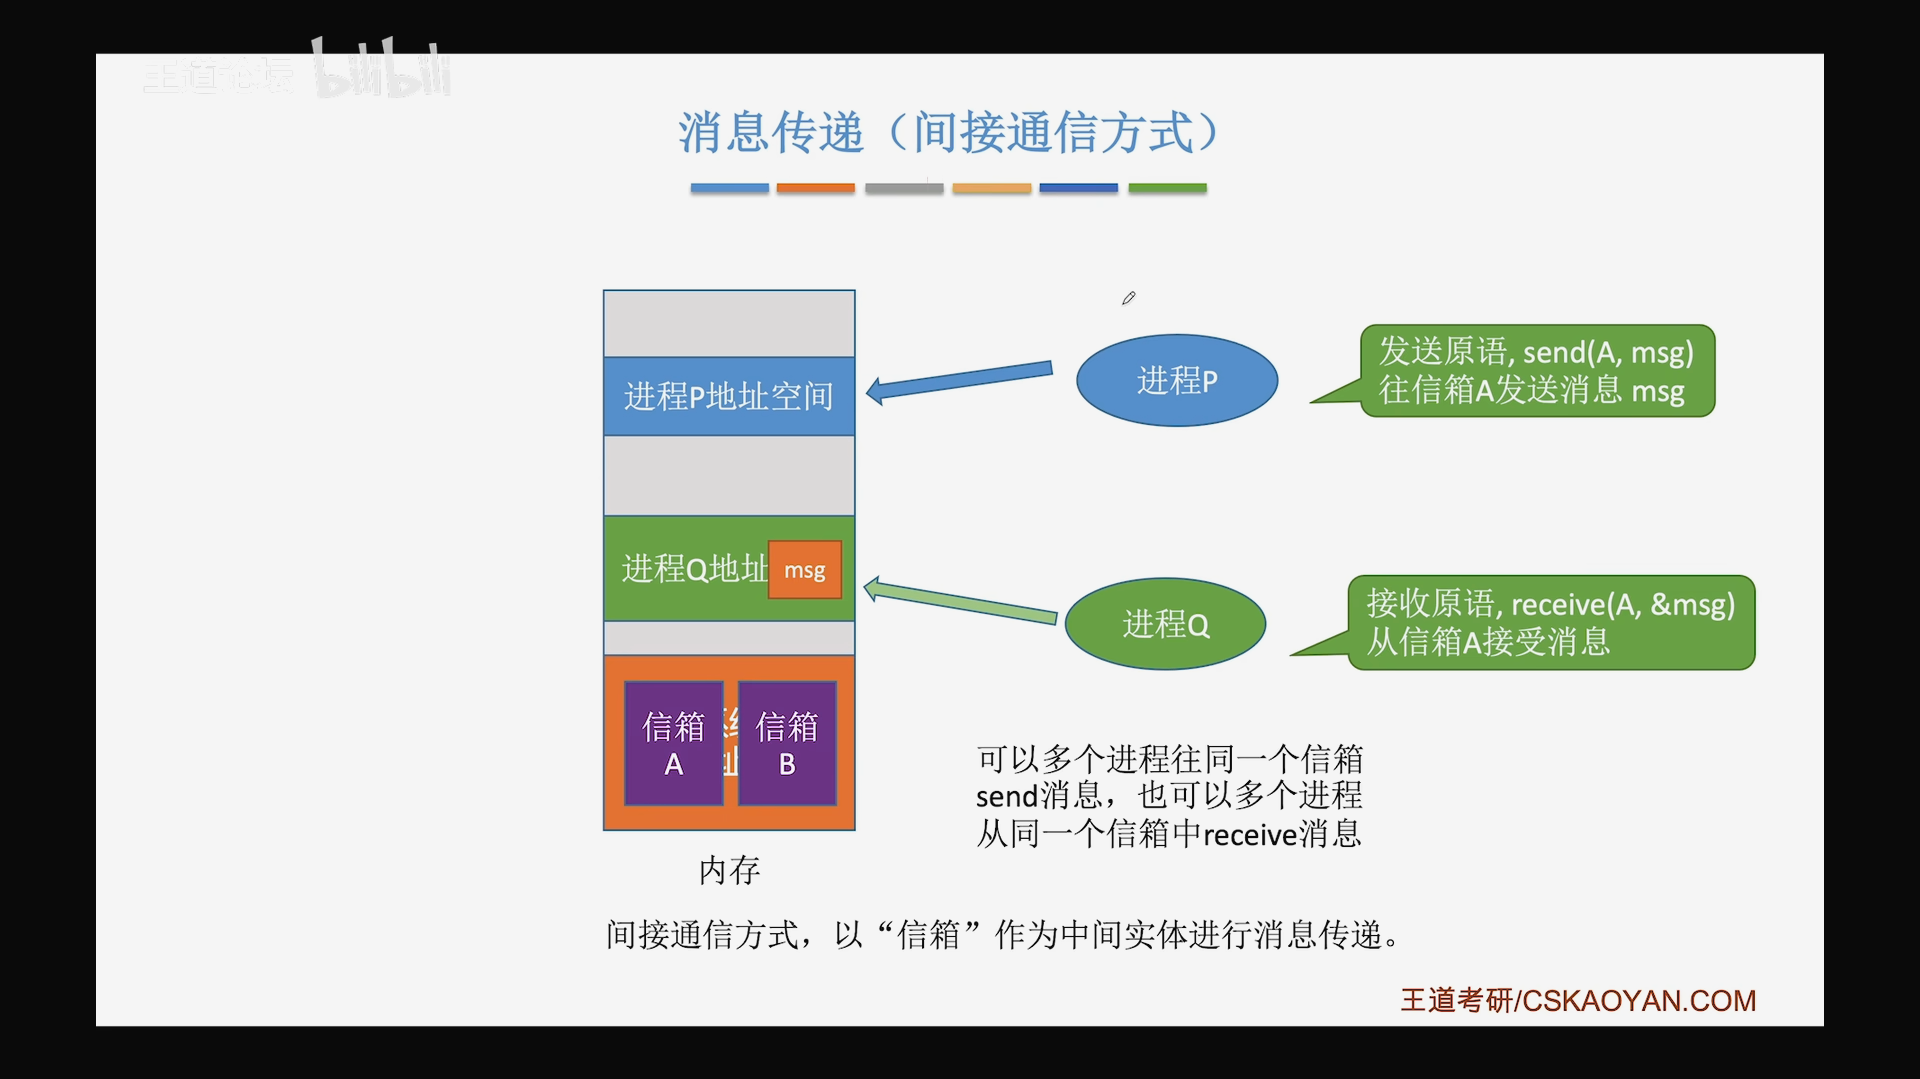 王道论坛 bilibili
消息传递（间接通信方式）
进程P地址空间
进程P
发送原语, send(A, msg)
往信箱A发送消息 msg
进程Q地址
msg
进程Q
接收原语, receive(A, &msg)
从信箱A接受消息
信箱
A
信箱
B
可以多个进程往同一个信箱
send消息，也可以多个进程
从同一个信箱中receive消息
内存
间接通信方式，以“信箱”作为中间实体进行消息传递。
王道考研/CSKAOYAN.COM